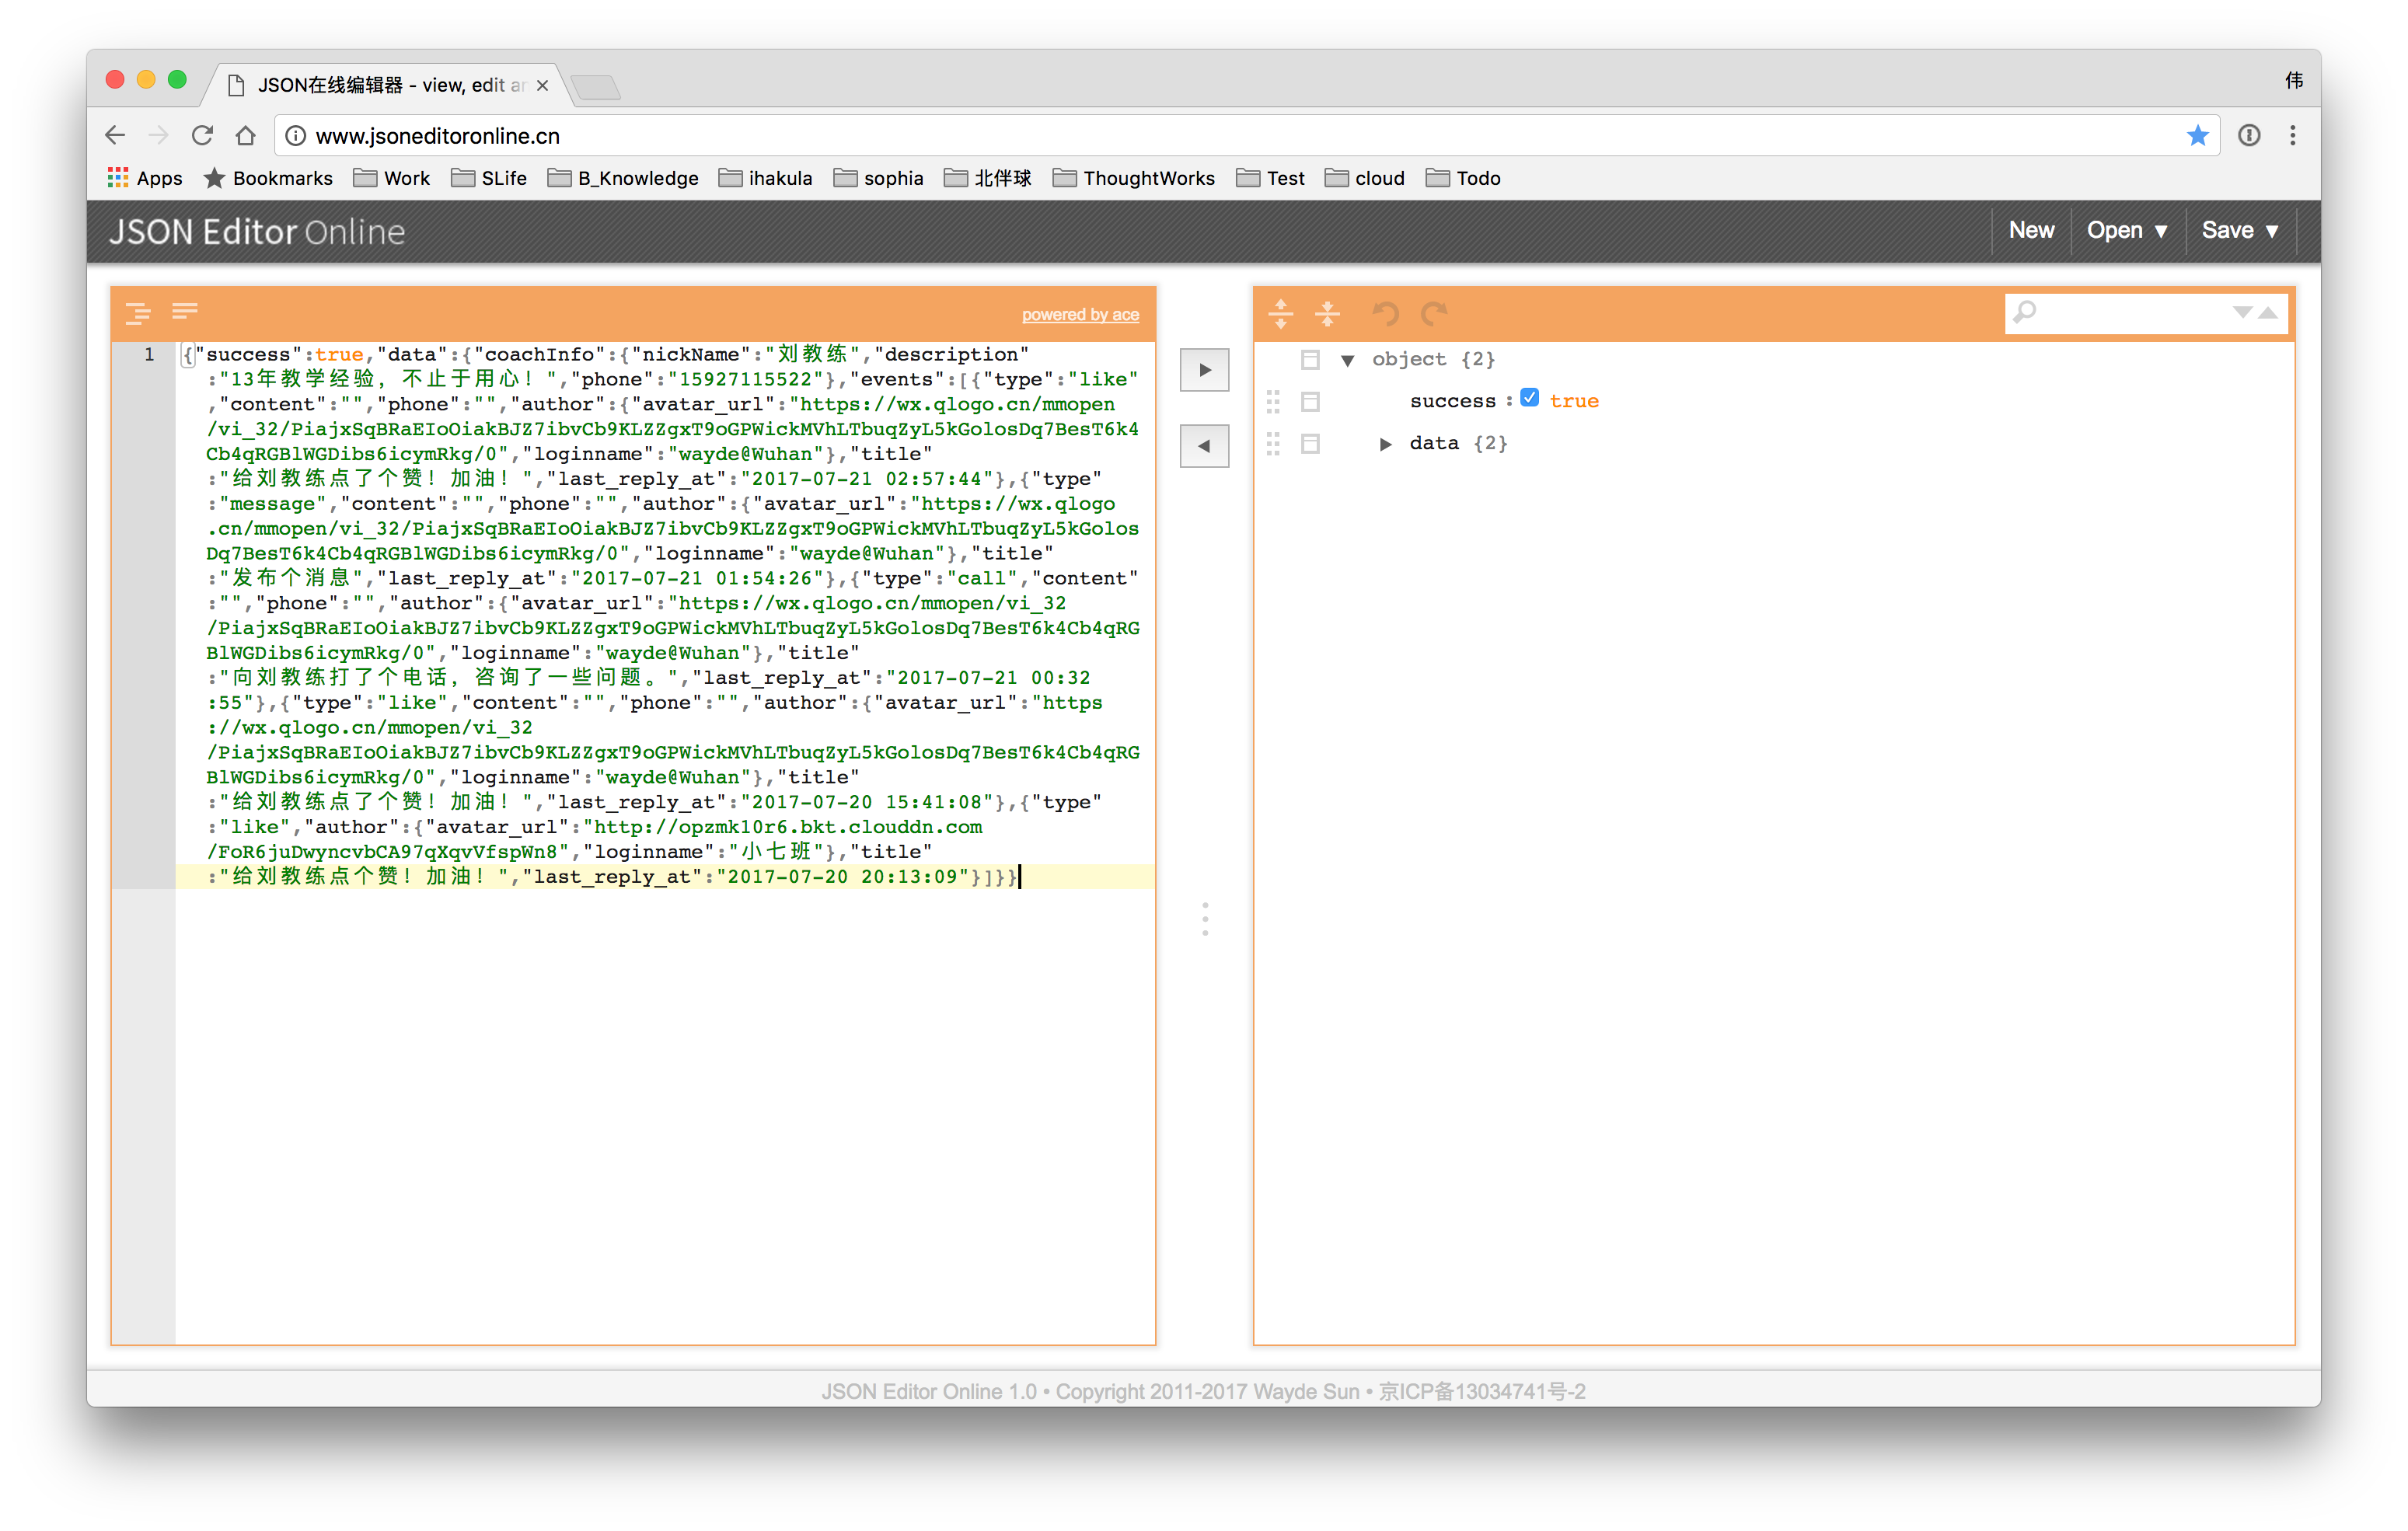 JSON在线编辑器 - view, edit an
伟
www.jsoneditoronline.cn
Apps Bookmarks Work SLife B_Knowledge ihakula sophia 北伴球 ThoughtWorks Test cloud Todo
JSON Editor Online
New Open ▼ Save ▼
powered by ace
1 {"success":true,"data":{"coachInfo":{"nickName":"刘教练","description"
:"13年教学经验，不止于用心！","phone":"15927115522"},"events":[{"type":"like"
,"content":"","phone":"","author":{"avatar_url":"https://wx.qlogo.cn/mmopen
/vi_32/PiajxSqBRaEIoOiakBJZ7ibvCb9KLZZgxT9oGPWickMVhLTbuqZyL5kGolosDq7BesT6k4
Cb4qRGBlWGDibs6icymRkg/0","loginname":"wayde@Wuhan"},"title"
:"给刘教练点了个赞！加油！","last_reply_at":"2017-07-21 02:57:44"},{"type"
:"message","content":"","phone":"","author":{"avatar_url":"https://wx.qlogo
.cn/mmopen/vi_32/PiajxSqBRaEIoOiakBJZ7ibvCb9KLZZgxT9oGPWickMVhLTbuqZyL5kGolos
Dq7BesT6k4Cb4qRGBlWGDibs6icymRkg/0","loginname":"wayde@Wuhan"},"title"
:"发布个消息","last_reply_at":"2017-07-21 01:54:26"},{"type":"call","content"
:"","phone":"","author":{"avatar_url":"https://wx.qlogo.cn/mmopen/vi_32
/PiajxSqBRaEIoOiakBJZ7ibvCb9KLZZgxT9oGPWickMVhLTbuqZyL5kGolosDq7BesT6k4Cb4qRG
BlWGDibs6icymRkg/0","loginname":"wayde@Wuhan"},"title"
:"向刘教练打了个电话，咨询了一些问题。","last_reply_at":"2017-07-21 00:32
:55"},{"type":"like","content":"","phone":"","author":{"avatar_url":"https
://wx.qlogo.cn/mmopen/vi_32
/PiajxSqBRaEIoOiakBJZ7ibvCb9KLZZgxT9oGPWickMVhLTbuqZyL5kGolosDq7BesT6k4Cb4qRG
BlWGDibs6icymRkg/0","loginname":"wayde@Wuhan"},"title"
:"给刘教练点了个赞！加油！","last_reply_at":"2017-07-20 15:41:08"},{"type"
:"like","author":{"avatar_url":"http://opzmk10r6.bkt.clouddn.com
/FoR6juDwyncvbCA97qXqvVfspWn8","loginname":"小七班"},"title"
:"给刘教练点个赞！加油！","last_reply_at":"2017-07-20 20:13:09"}]}}
object {2}
success : true
data {2}
JSON Editor Online 1.0 • Copyright 2011-2017 Wayde Sun • 京ICP备13034741号-2